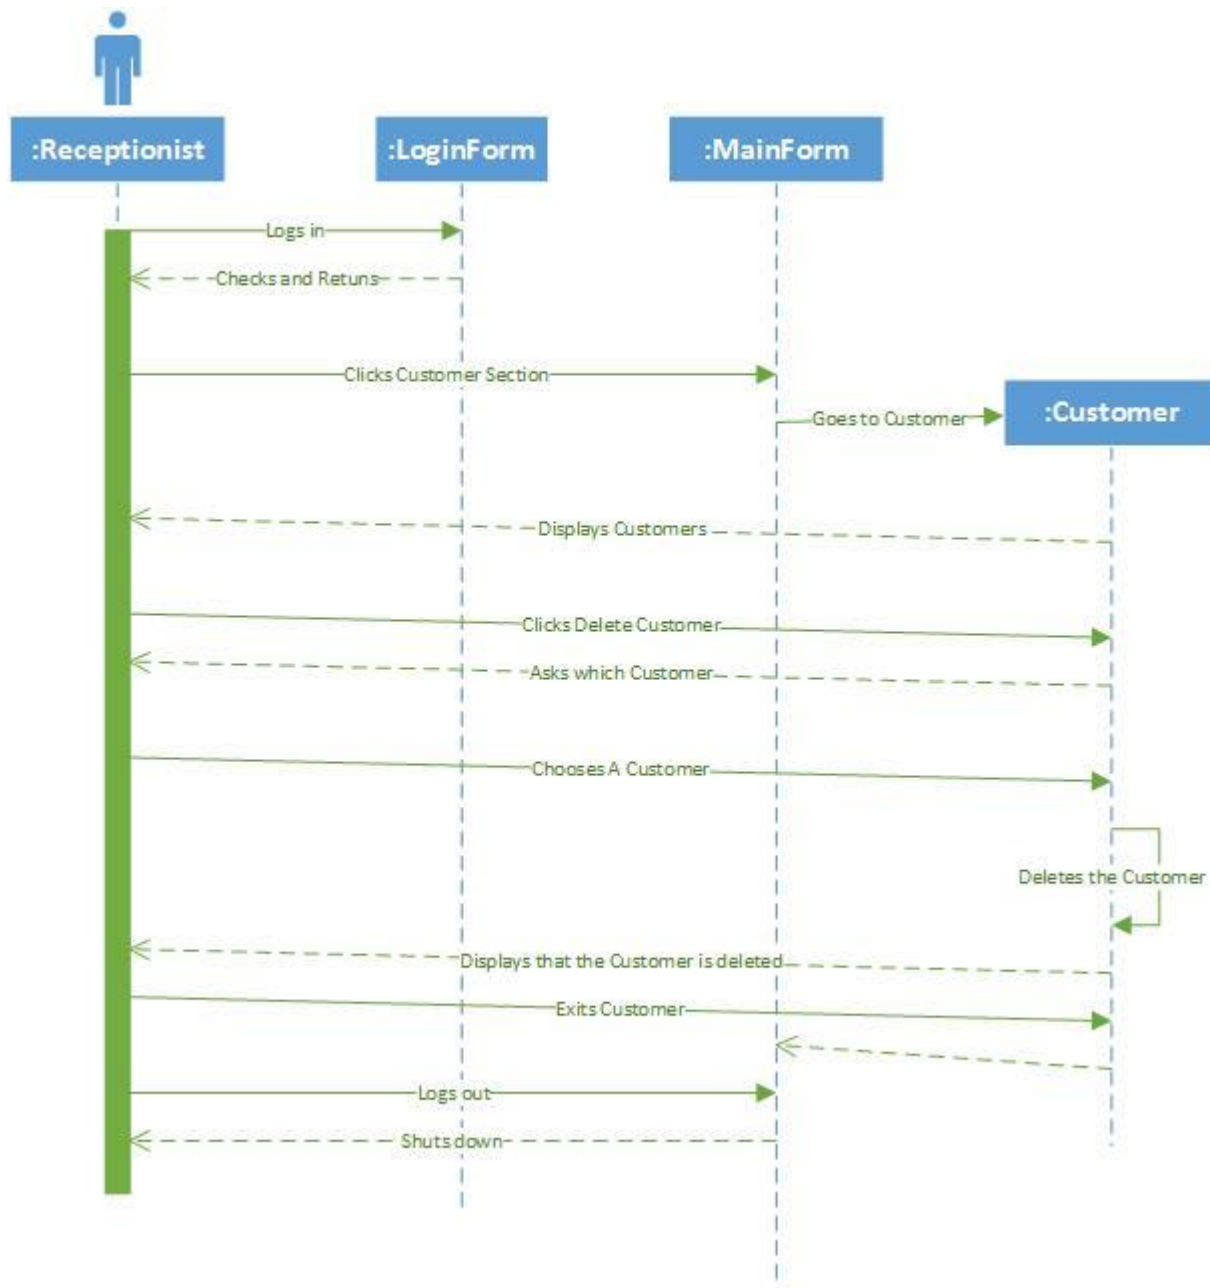 :Receptionist
:LoginForm
:MainForm
Logs in
Checks and Retuns
Clicks Customer Section
:Customer
Goes to Customer
Displays Customers
Clicks Delete Customer
Asks which Customer
Chooses A Customer
Deletes the Customer
Displays that the Customer is deleted
Exits Customer
Logs out
Shuts down